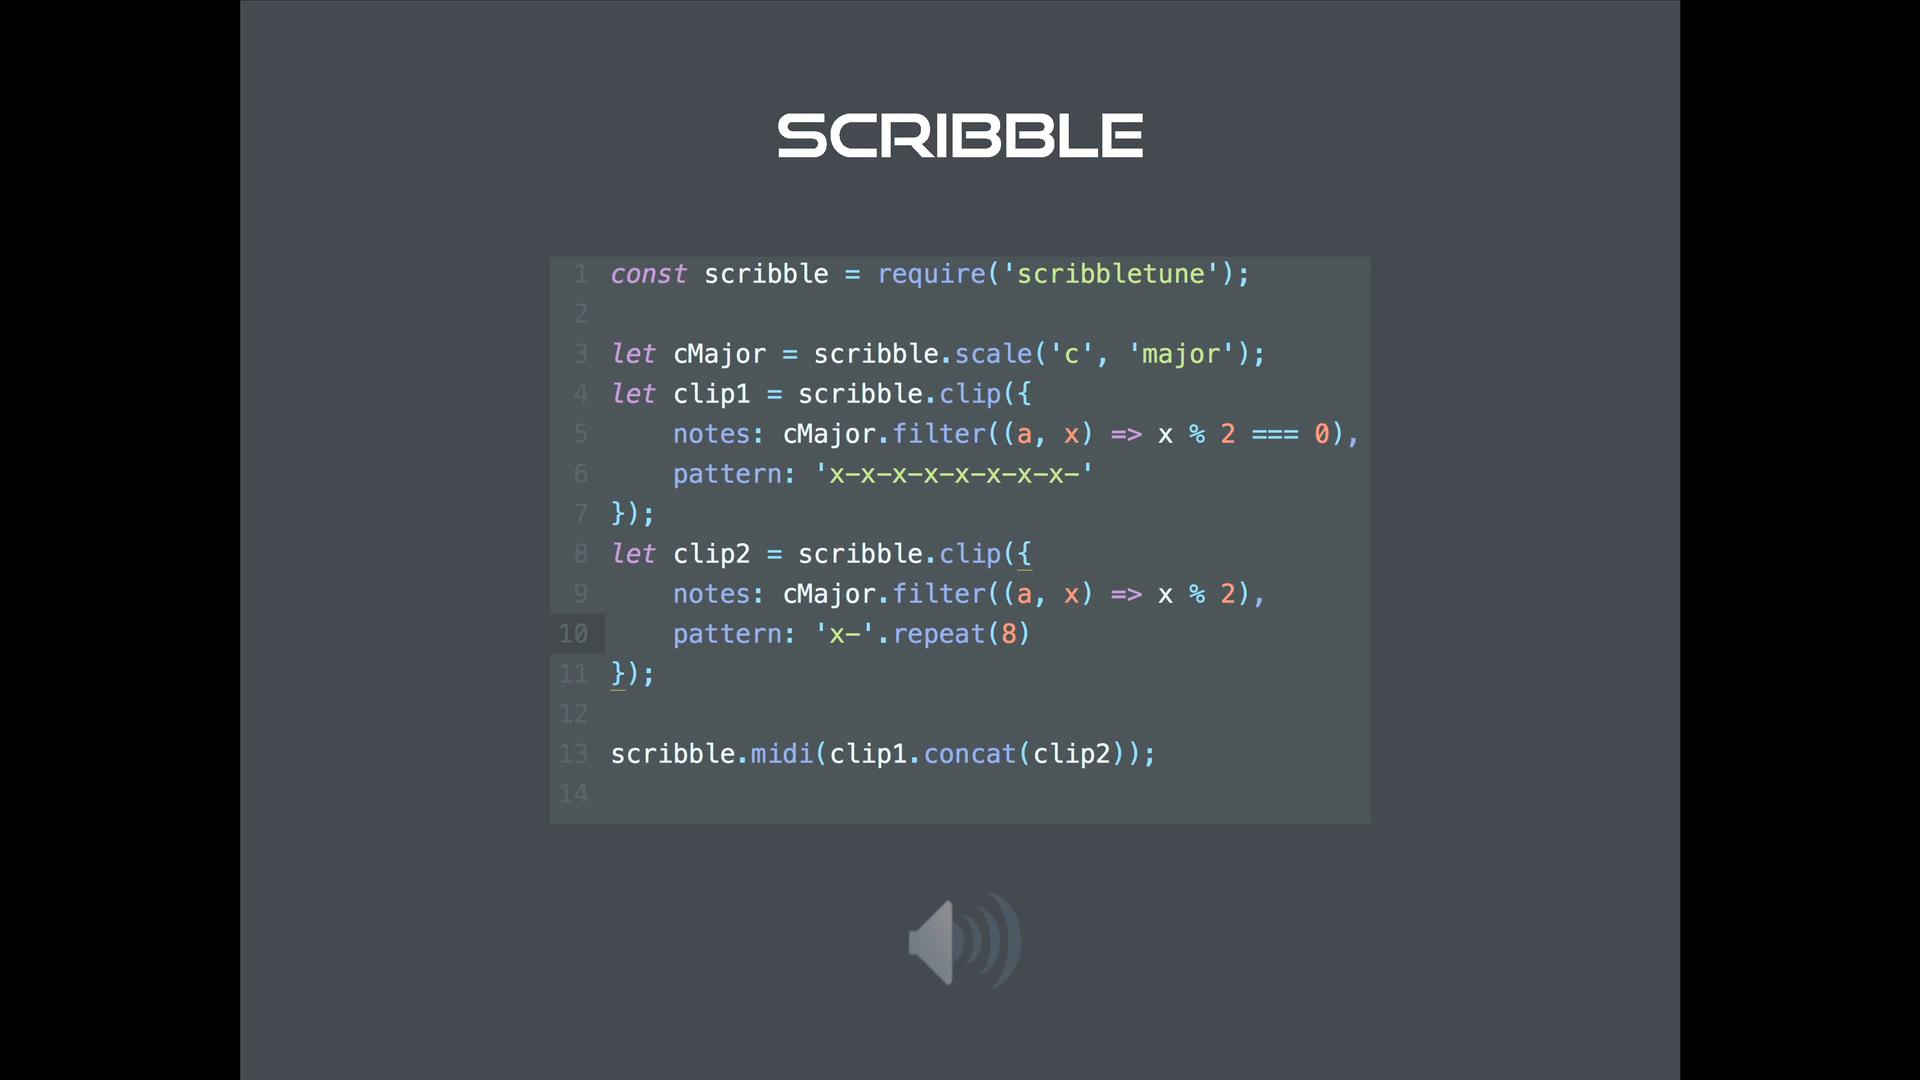 SCRIBBLE
1 const scribble = require('scribbletune');
2
3 let cMajor = scribble.scale('c', 'major');
4 let clip1 = scribble.clip({
5     notes: cMajor.filter((a, x) => x % 2 === 0),
6     pattern: 'x-x-x-x-x-x-x-x-'
7 });
8 let clip2 = scribble.clip({
9     notes: cMajor.filter((a, x) => x % 2),
10     pattern: 'x-'.repeat(8)
11 });
12
13 scribble.midi(clip1.concat(clip2));
14